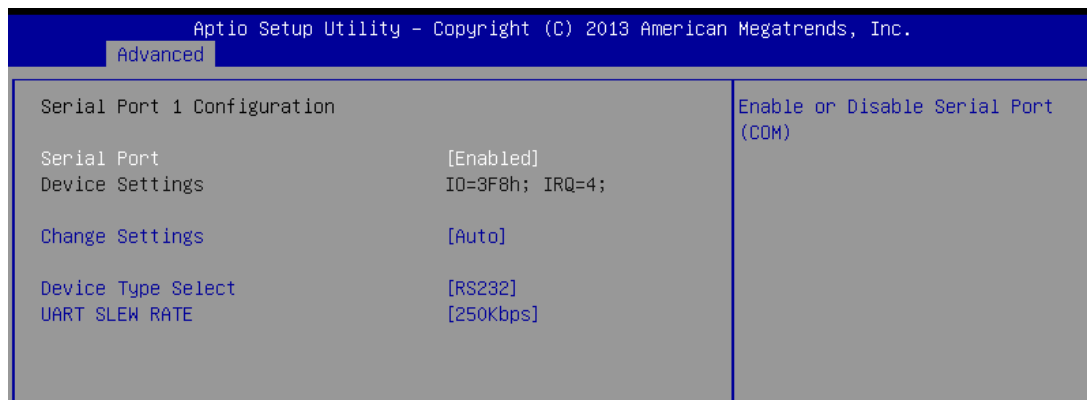 Aptio Setup Utility – Copyright (C) 2013 American Megatrends, Inc.
Advanced
Serial Port 1 Configuration
Serial Port [Enabled]
Device Settings IO=3F8h; IRQ=4;
Change Settings [Auto]
Device Type Select [RS232]
UART SLEW RATE [250Kbps]
Enable or Disable Serial Port
(COM)